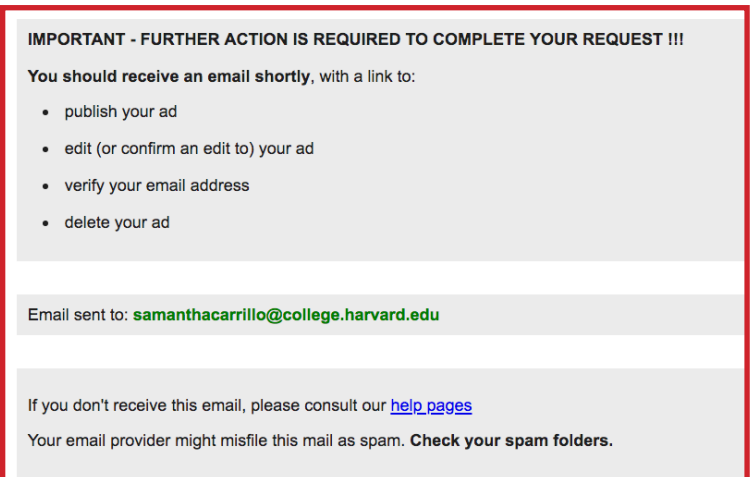 IMPORTANT - FURTHER ACTION IS REQUIRED TO COMPLETE YOUR REQUEST !!!
You should receive an email shortly, with a link to:
• publish your ad
• edit (or confirm an edit to) your ad
• verify your email address
• delete your ad
Email sent to: samanthacarrillo@college.harvard.edu
If you don't receive this email, please consult our help pages
Your email provider might misfile this mail as spam. Check your spam folders.